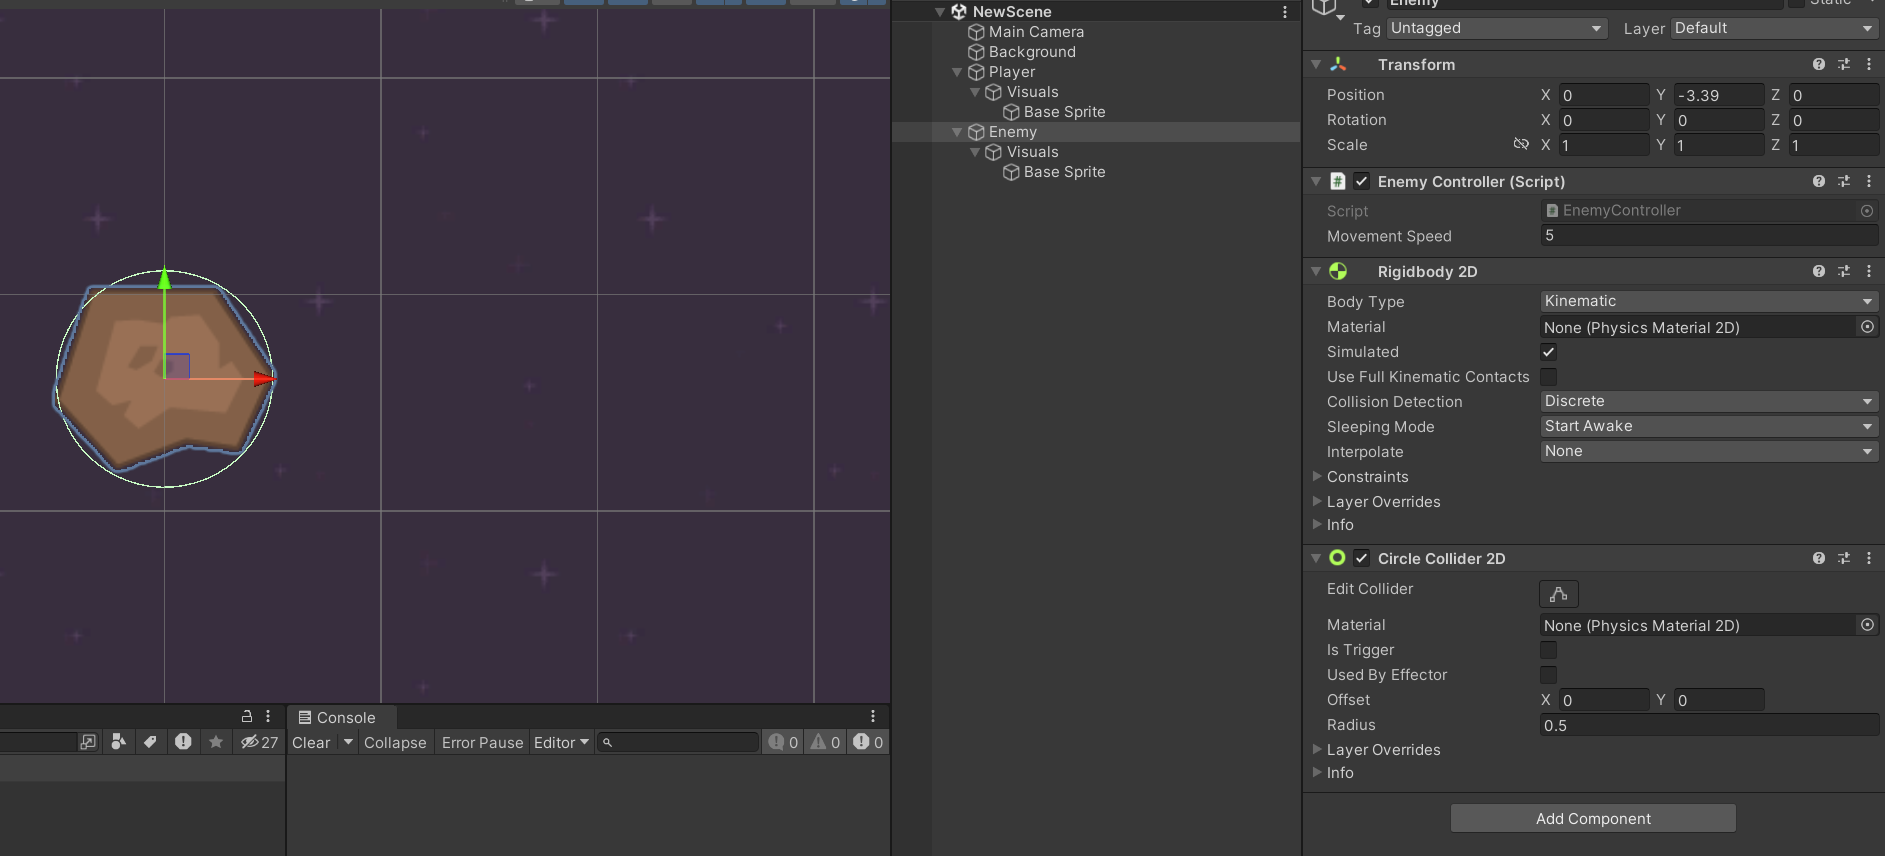 NewScene
Main Camera
Background
Player
Visuals
Base Sprite
Enemy
Visuals
Base Sprite
Enemy
Static
Tag Untagged Layer Default
Transform
Position X 0 Y -3.39 Z 0
Rotation X 0 Y 0 Z 0
Scale X 1 Y 1 Z 1
# Enemy Controller (Script)
Script # EnemyController
Movement Speed 5
Rigidbody 2D
Body Type Kinematic
Material None (Physics Material 2D)
Simulated
Use Full Kinematic Contacts
Collision Detection Discrete
Sleeping Mode Start Awake
Interpolate None
Constraints
Layer Overrides
Info
Circle Collider 2D
Edit Collider
Material None (Physics Material 2D)
Is Trigger
Used By Effector
Offset X 0 Y 0
Radius 0.5
Layer Overrides
Info
Add Component
Console
27 Clear Collapse Error Pause Editor 0 0 0